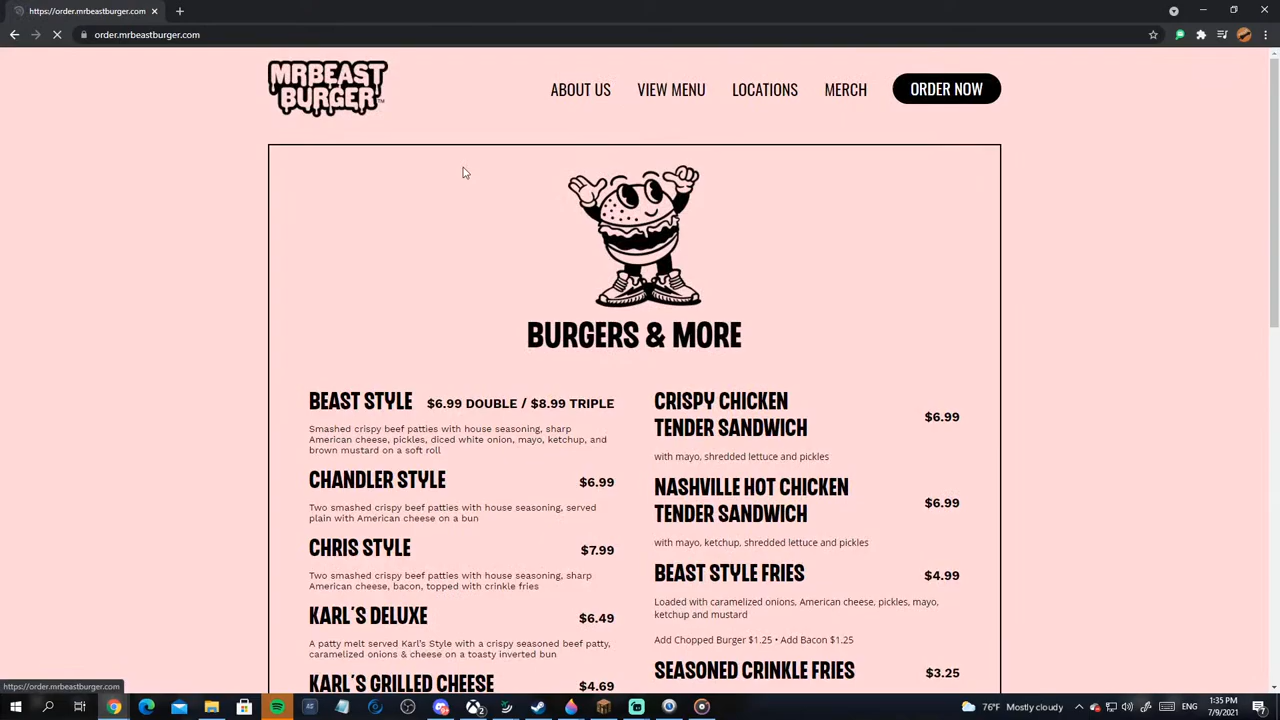 https://order.mrbeastburger.com/
order.mrbeastburger.com
MRBEAST
BURGER™
ABOUT US
VIEW MENU
LOCATIONS
MERCH
ORDER NOW
BURGERS & MORE
BEAST STYLE $6.99 DOUBLE / $8.99 TRIPLE
Smashed crispy beef patties with house seasoning, sharp
American cheese, pickles, diced white onion, mayo, ketchup, and
brown mustard on a soft roll
CHANDLER STYLE $6.99
Two smashed crispy beef patties with house seasoning, served
plain with American cheese on a bun
CHRIS STYLE $7.99
Two smashed crispy beef patties with house seasoning, sharp
American cheese, bacon, topped with crinkle fries
KARL'S DELUXE $6.49
A patty melt served Karl's Style with a crispy seasoned beef patty,
caramelized onions & cheese on a toasty inverted bun
KARL'S GRILLED CHEESE $4.69
CRISPY CHICKEN
TENDER SANDWICH $6.99
with mayo, shredded lettuce and pickles
NASHVILLE HOT CHICKEN
TENDER SANDWICH $6.99
with mayo, ketchup, shredded lettuce and pickles
BEAST STYLE FRIES $4.99
Loaded with caramelized onions, American cheese, pickles, mayo,
ketchup and mustard
Add Chopped Burger $1.25 • Add Bacon $1.25
SEASONED CRINKLE FRIES $3.25
https://order.mrbeastburger.com
76°F Mostly cloudy
ENG
1:35 PM
7/9/2021